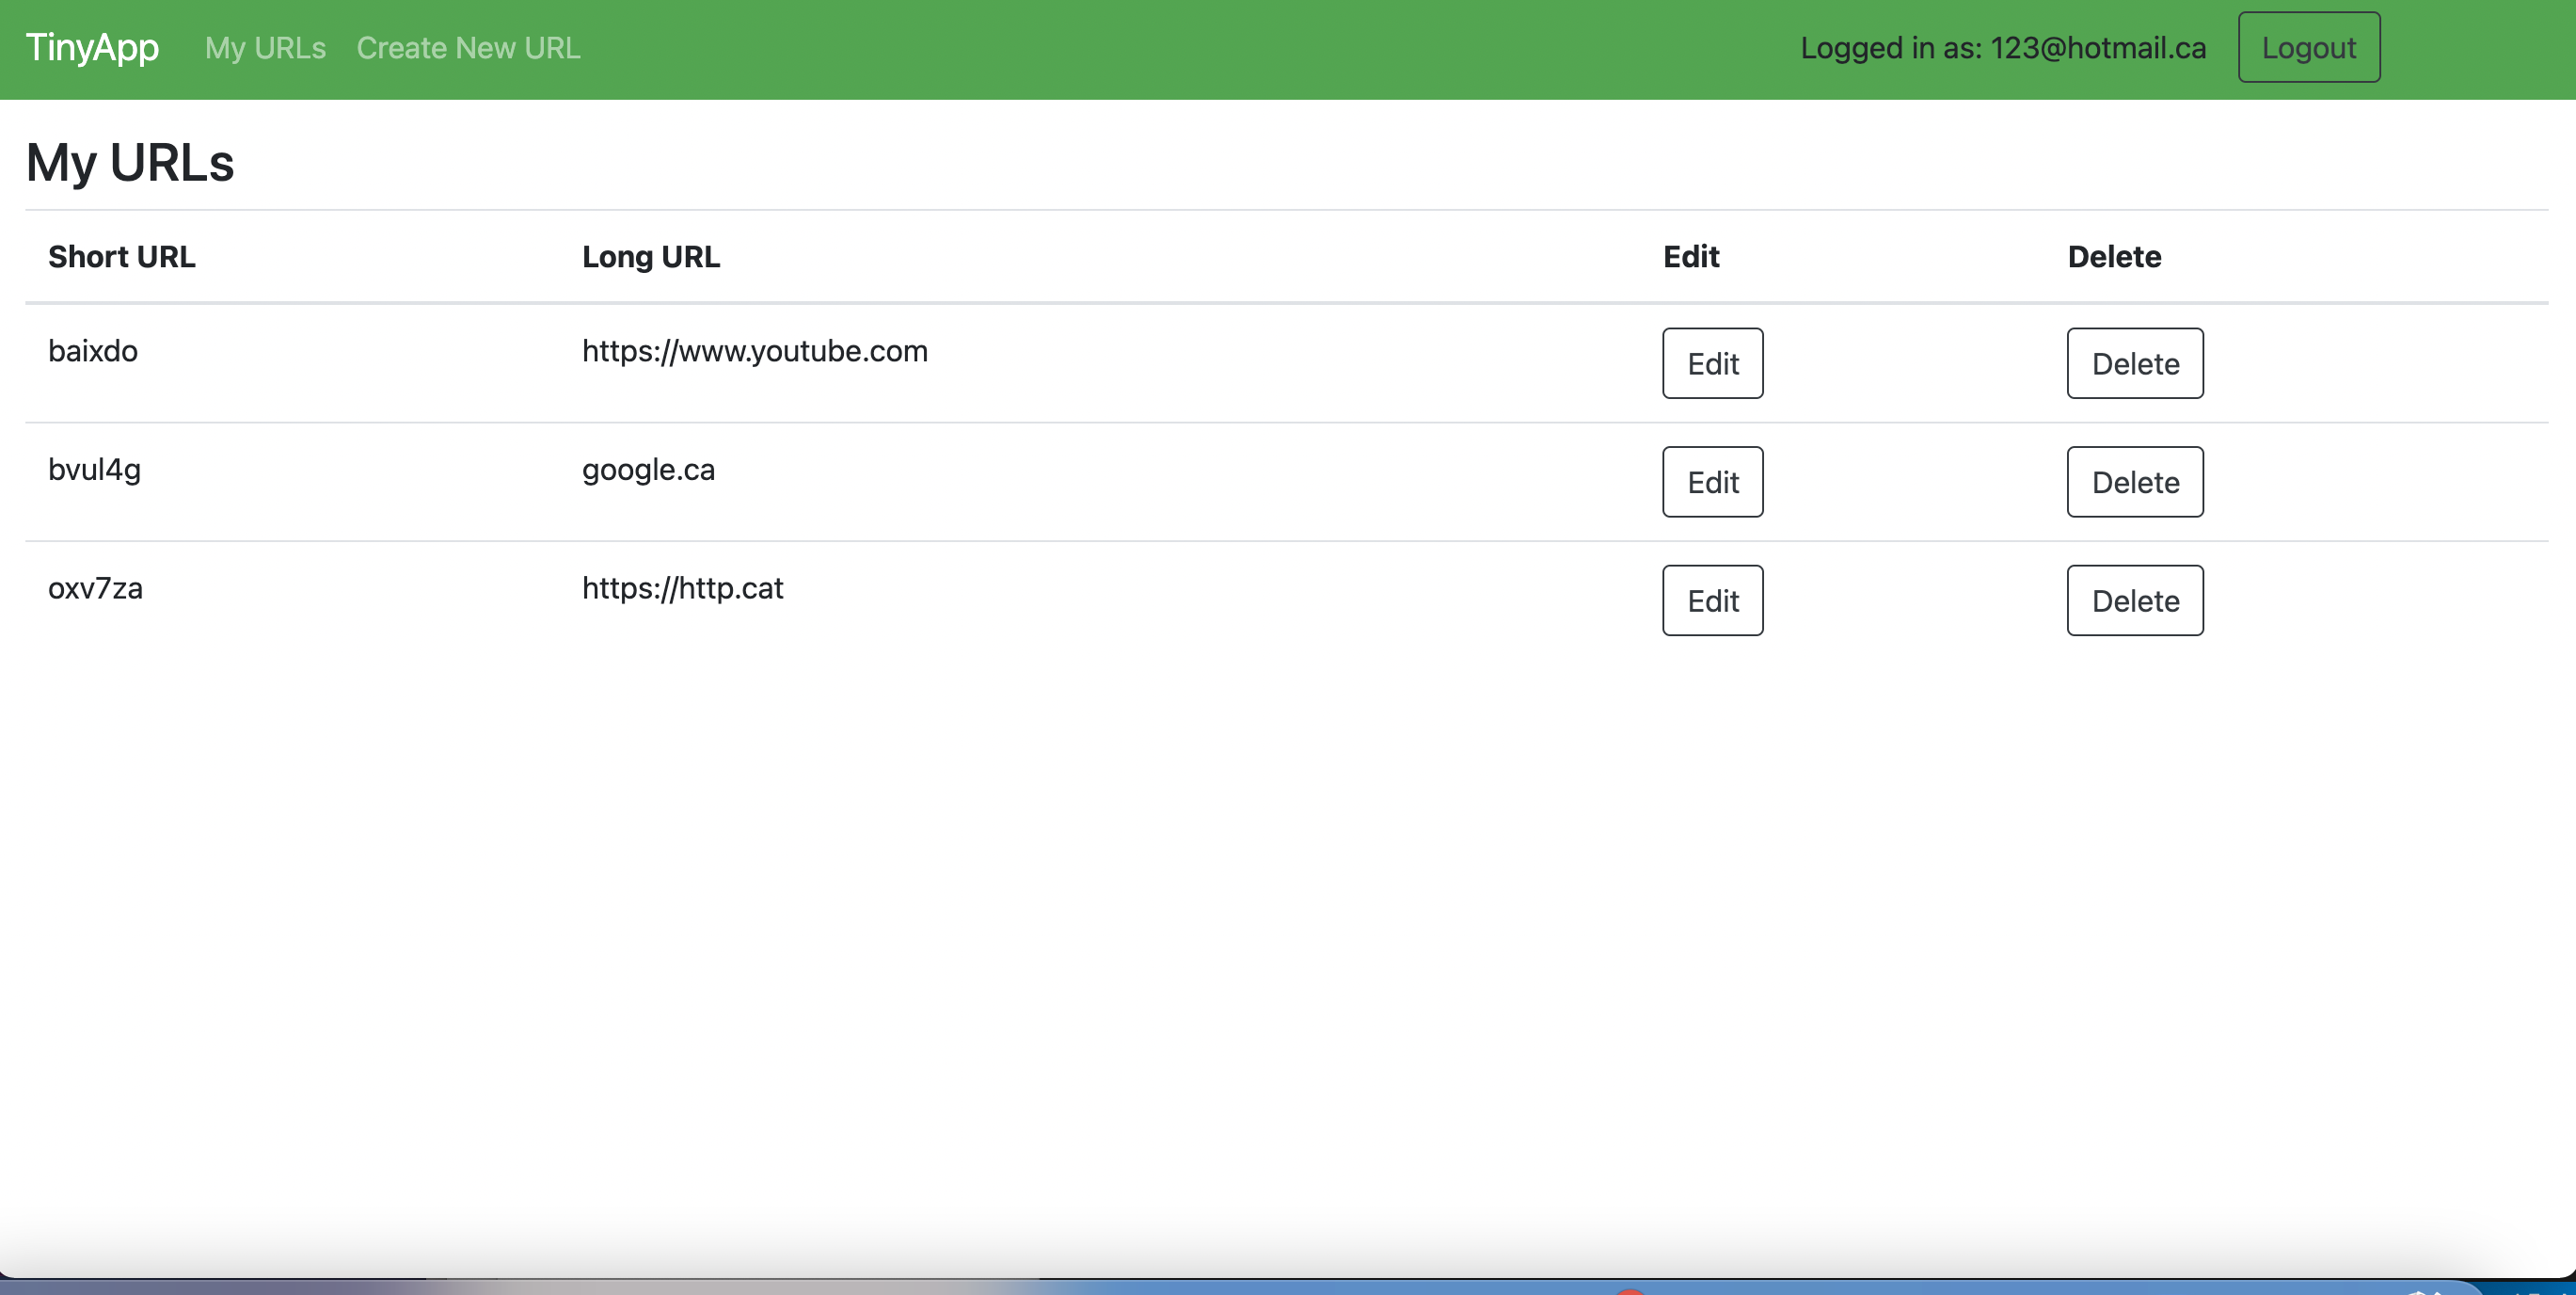 TinyApp My URLs Create New URL Logged in as: 123@hotmail.ca Logout
My URLs
Short URL Long URL Edit Delete
baixdo https://www.youtube.com Edit Delete
bvul4g google.ca Edit Delete
oxv7za https://http.cat Edit Delete